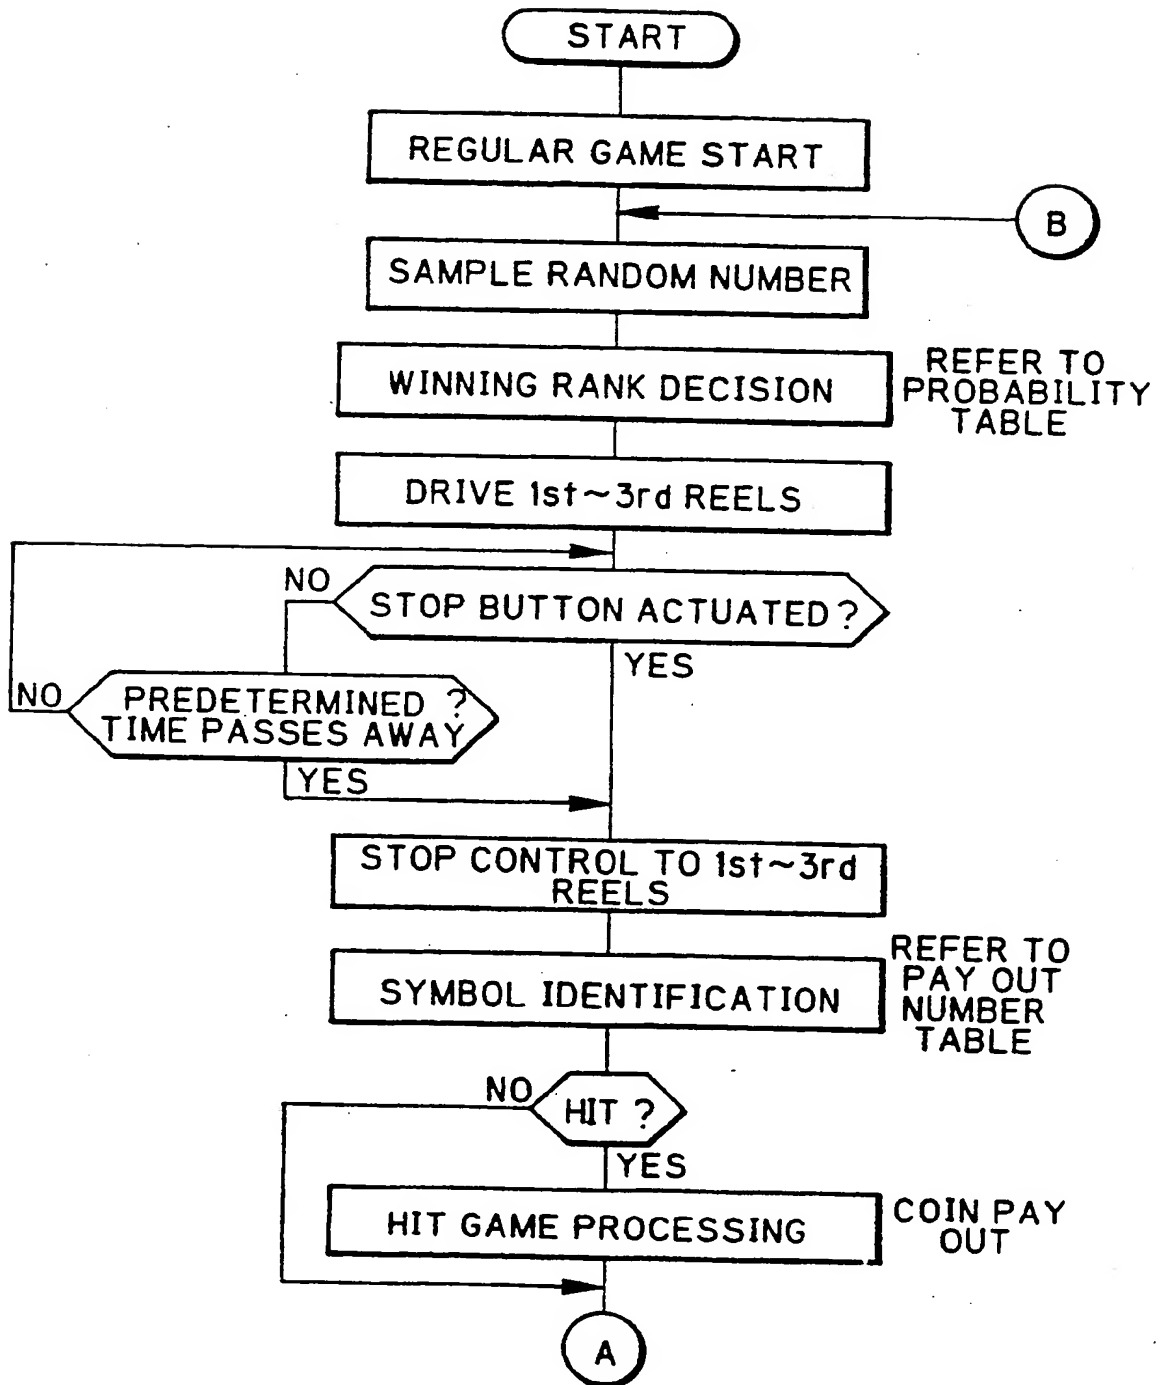 START
REGULAR GAME START
B
SAMPLE RANDOM NUMBER
WINNING RANK DECISION
REFER TO
PROBABILITY
TABLE
DRIVE 1st~3rd REELS
NO
STOP BUTTON ACTUATED?
YES
NO
PREDETERMINED ?
TIME PASSES AWAY
YES
STOP CONTROL TO 1st~3rd
REELS
SYMBOL IDENTIFICATION
REFER TO
PAY OUT
NUMBER
TABLE
NO
HIT ?
YES
HIT GAME PROCESSING
COIN PAY
OUT
A